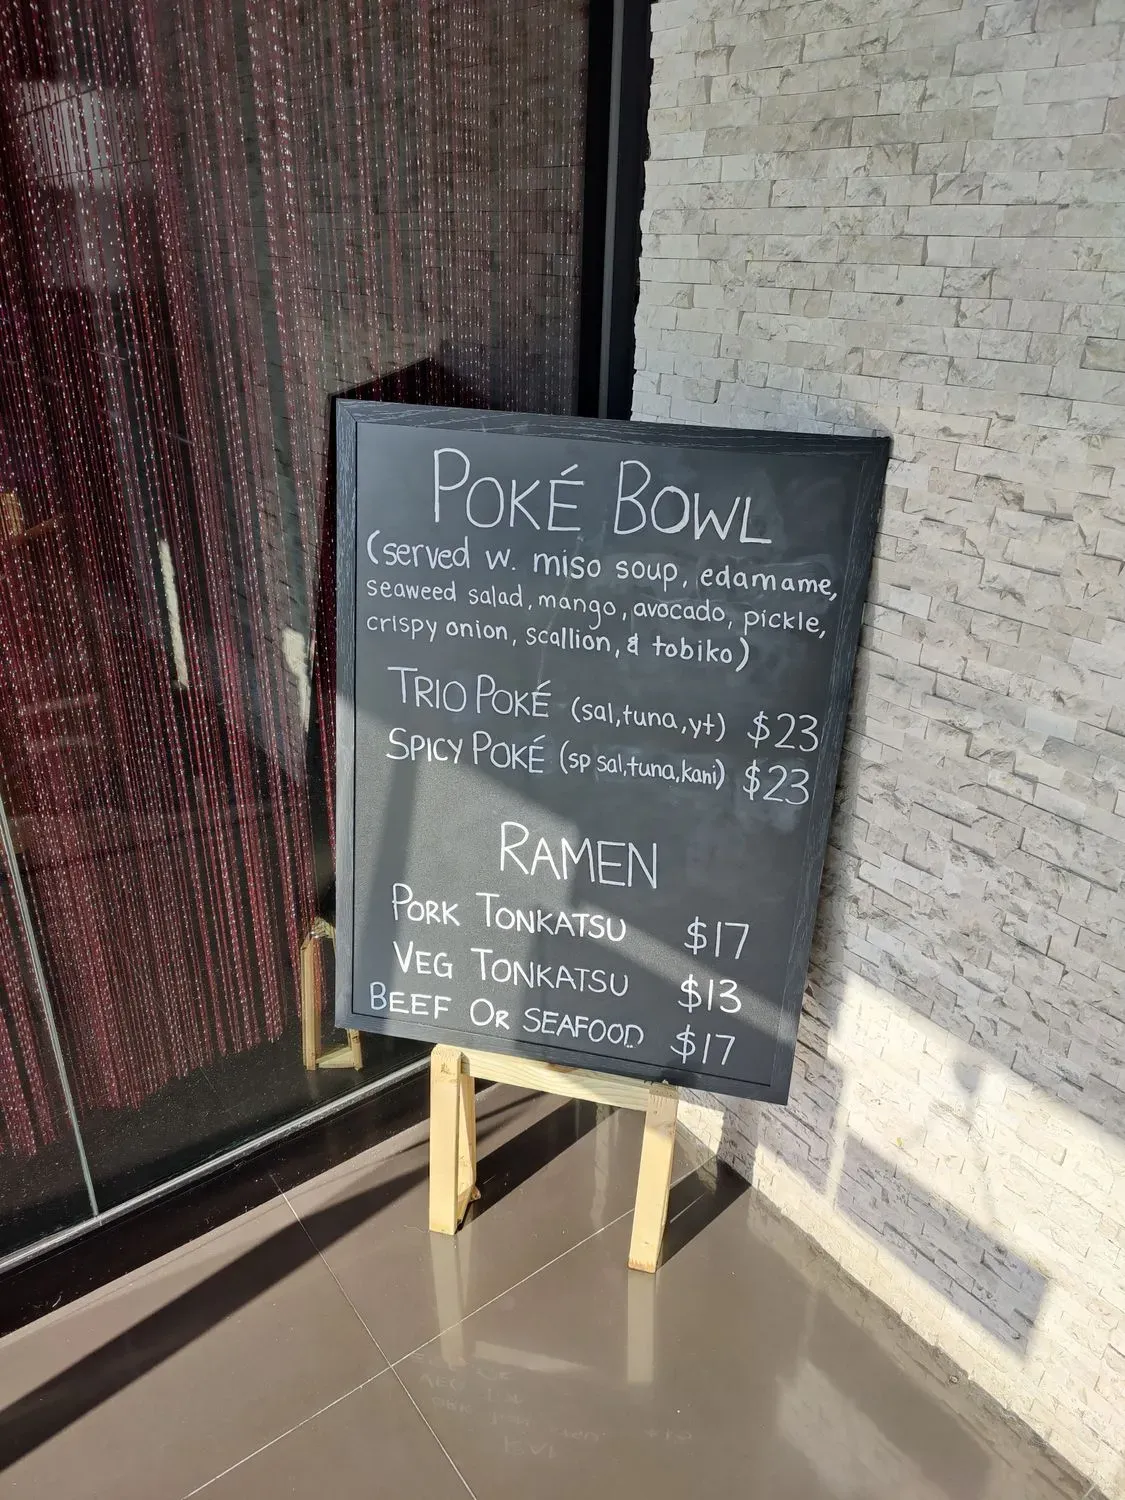 POKÉ BOWL
(served w. miso soup, edamame,
seaweed salad, mango, avocado, pickle,
crispy onion, scallion, & tobiko)
TRIO POKÉ (sal,tuna,yt) $23
SPICY POKÉ (sp sal,tuna,kani) $23
RAMEN
PORK TONKATSU $17
VEG TONKATSU $13
BEEF OR SEAFOOD $17